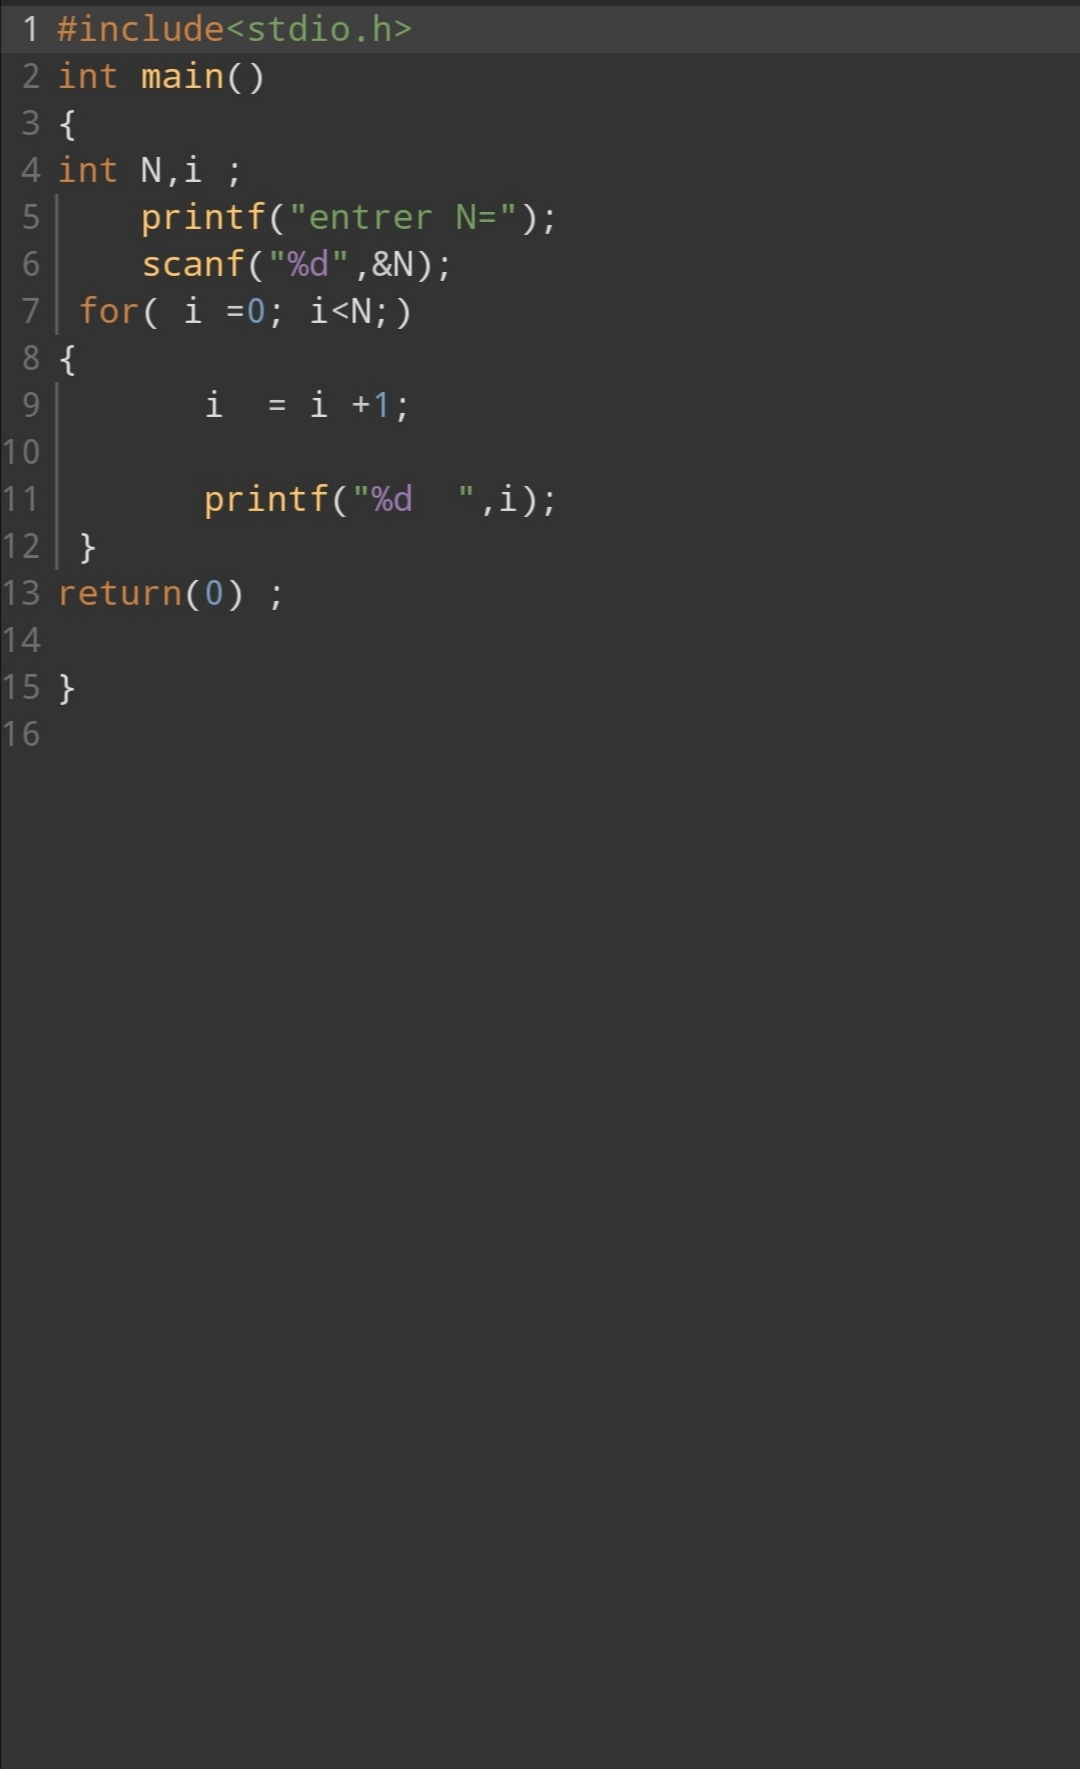 1 #include<stdio.h>
2 int main()
3 {
4 int N,i ;
5     printf("entrer N=");
6     scanf("%d",&N);
7  for( i =0; i<N;)
8 {
9        i  = i +1;
10
11        printf("%d  ",i);
12  }
13 return(0) ;
14
15 }
16